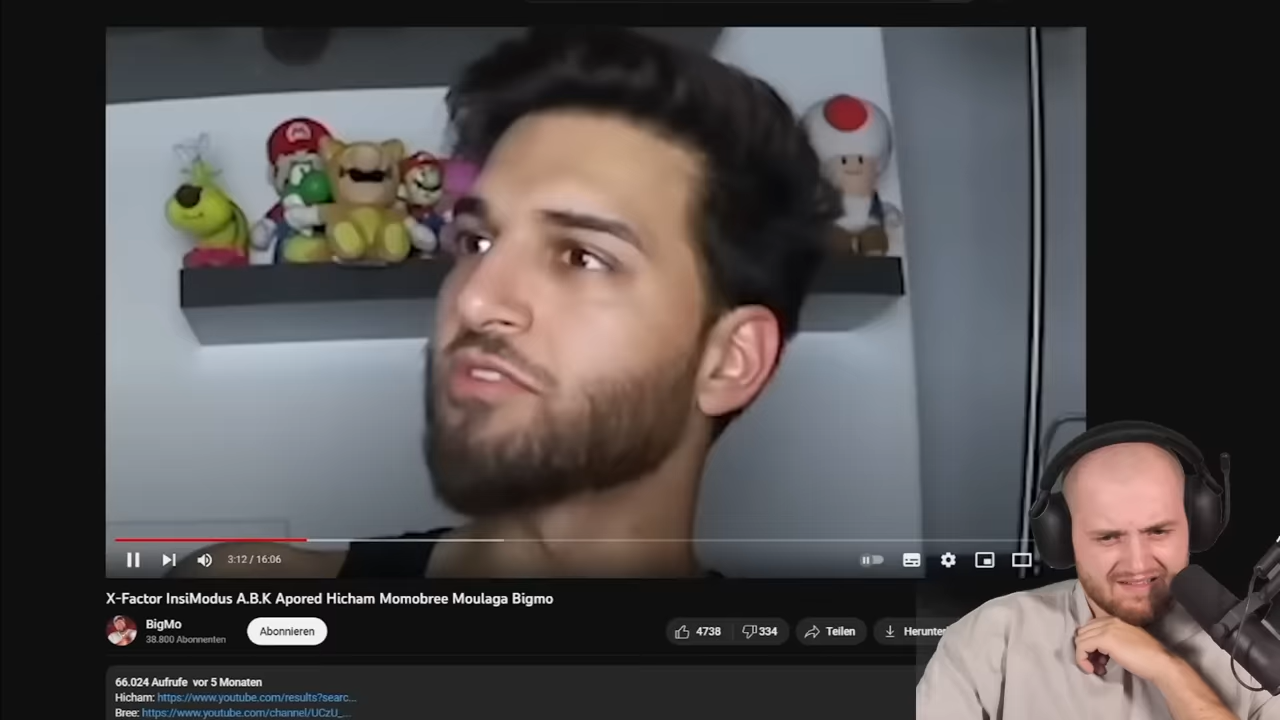 3:12 / 16:06
X-Factor InsiModus A.B.K Apored Hicham Momobree Moulaga Bigmo
BigMo
38.800 Abonnenten
Abonnieren
4738
334
Teilen
Herunter
66.024 Aufrufe vor 5 Monaten
Hicham: https://www.youtube.com/results?searc...
Bree: https://www.youtube.com/channel/UCzU_...